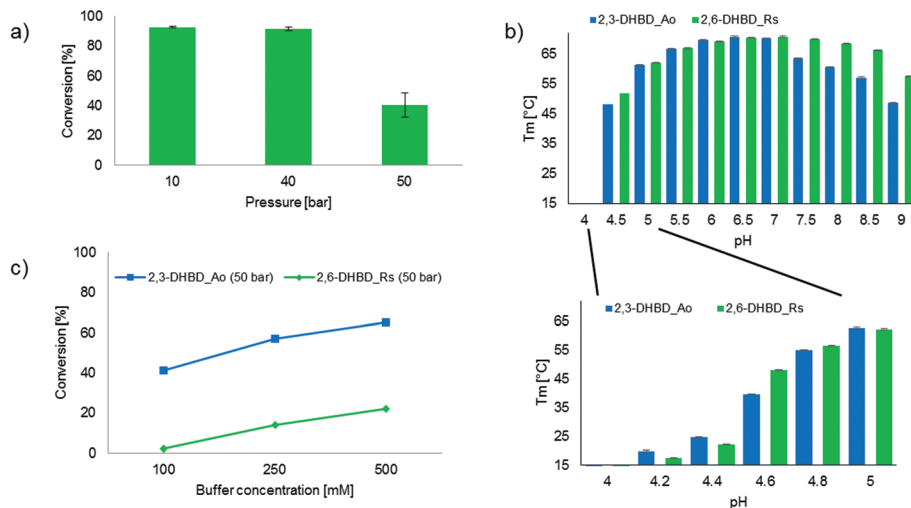 a)
Conversion [%]
100
80
60
40
20
0
10 40 50
Pressure [bar]
b)
2,3-DHBD_Ao 2,6-DHBD_Rs
Tm [°C]
65
55
45
35
25
15
4 4.5 5 5.5 6 6.5 7 7.5 8 8.5 9
pH
c)
2,3-DHBD_Ao (50 bar) 2,6-DHBD_Rs (50 bar)
Conversion [%]
100
80
60
40
20
0
100 250 500
Buffer concentration [mM]
2,3-DHBD_Ao 2,6-DHBD_Rs
Tm [°C]
65
55
45
35
25
15
4 4.2 4.4 4.6 4.8 5
pH